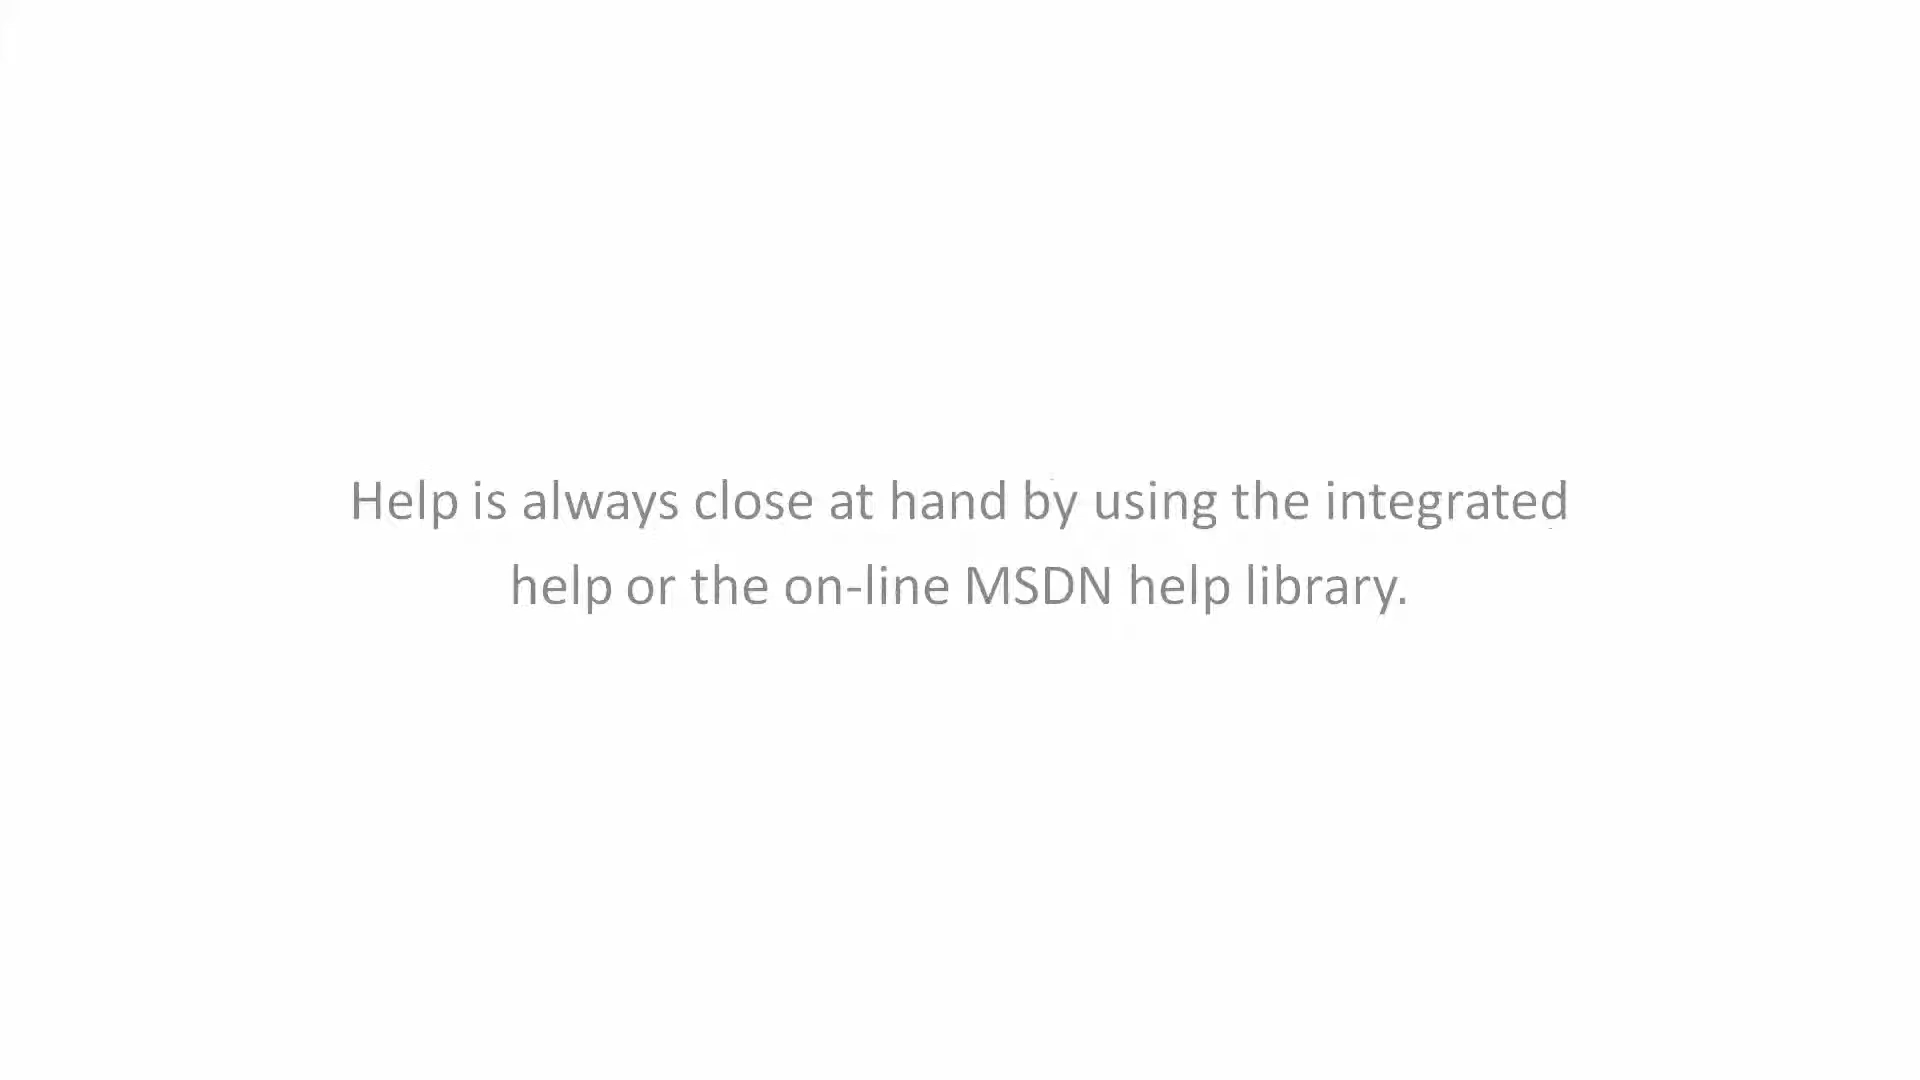 Help is always close at hand by using the integrated
help or the on-line MSDN help library.